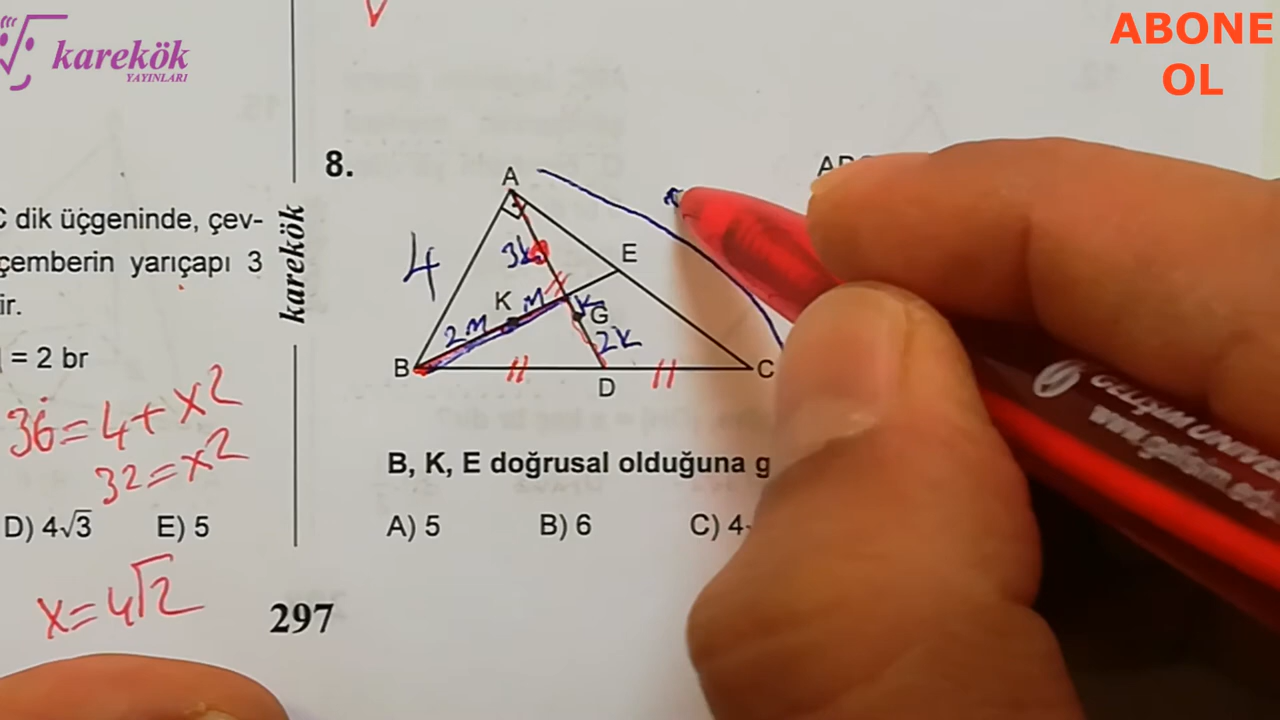 karekök
YAYINLARI
ABONE
OL
C dik üçgeninde, çev-
çemberin yarıçapı 3
ir.
= 2 br
36=4+x2
32=x2
D) 4√3 E) 5
x=4√2
karekök
297
8.
A
4
3k
E
K
M
k
G
2M
2k
B
D
C
B, K, E doğrusal olduğuna g
A) 5 B) 6 C) 4